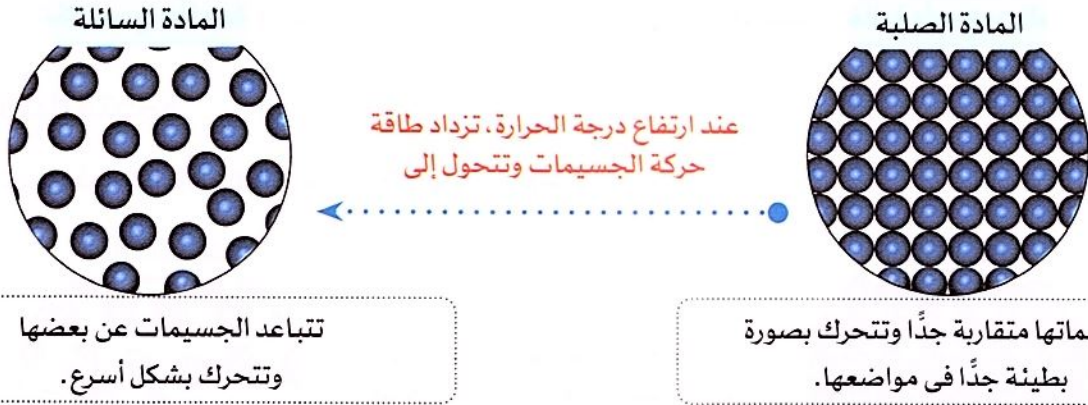 المادة الصلبة
المادة السائلة
عند ارتفاع درجة الحرارة، تزداد طاقة
حركة الجسيمات وتتحول إلى
متقاربة جدًّا وتتحرك بصورة
بطيئة جدًّا فى مواضعها.
تتباعد الجسيمات عن بعضها
وتتحرك بشكل أسرع.